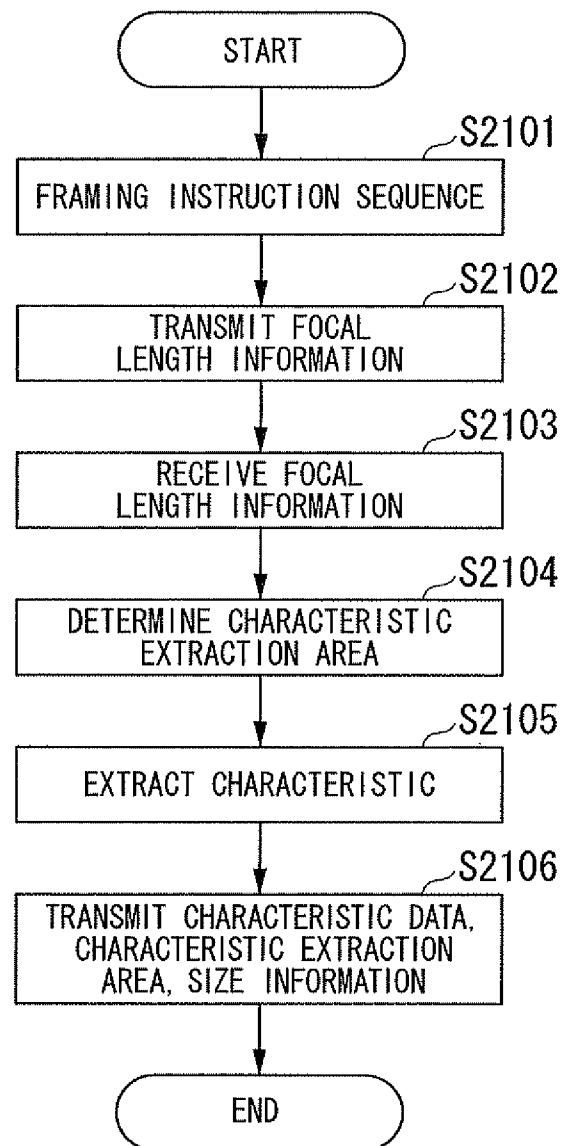 START
S2101
FRAMING INSTRUCTION SEQUENCE
S2102
TRANSMIT FOCAL
LENGTH INFORMATION
S2103
RECEIVE FOCAL
LENGTH INFORMATION
S2104
DETERMINE CHARACTERISTIC
EXTRACTION AREA
S2105
EXTRACT CHARACTERISTIC
S2106
TRANSMIT CHARACTERISTIC DATA,
CHARACTERISTIC EXTRACTION
AREA, SIZE INFORMATION
END